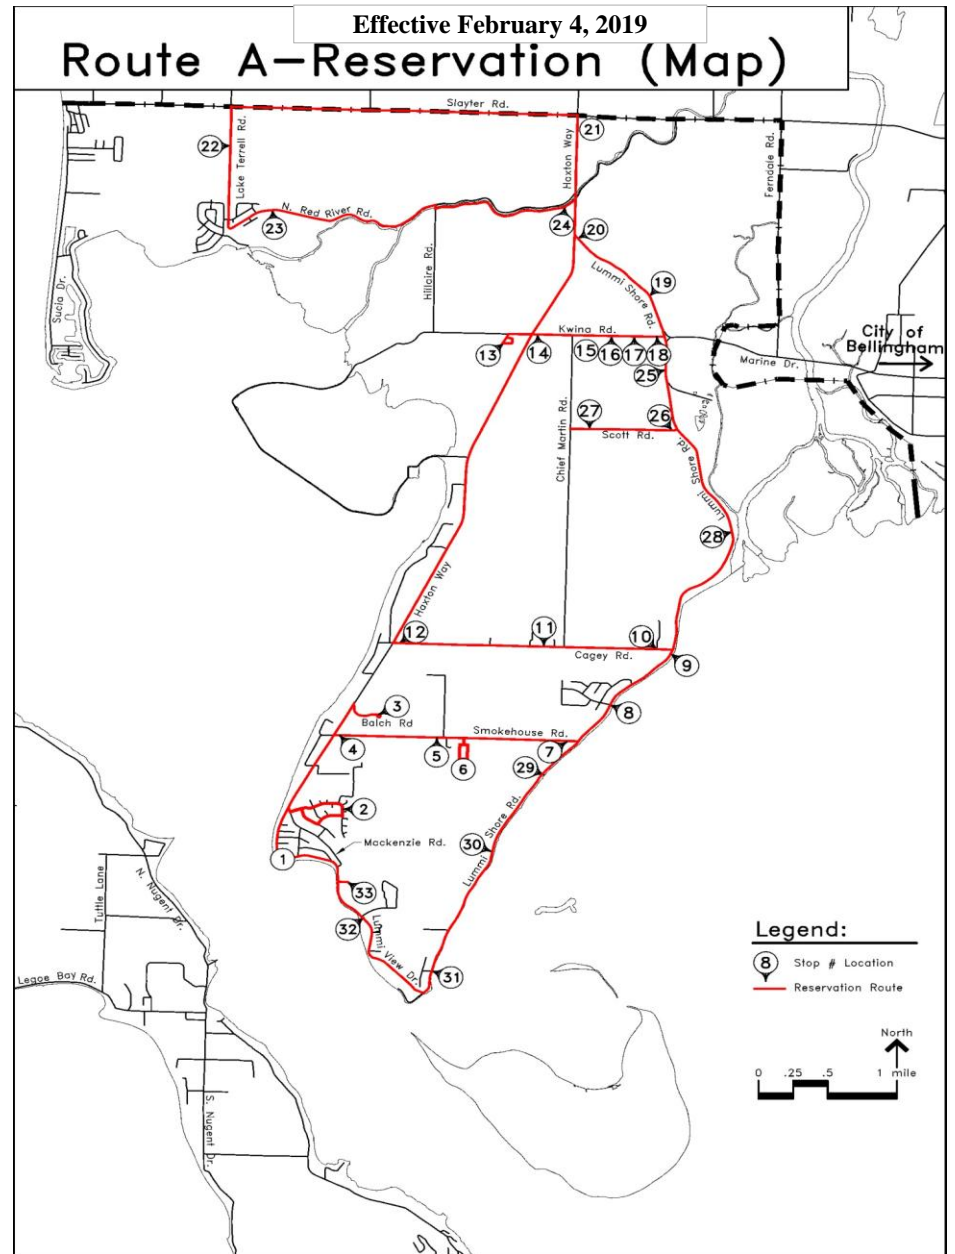 Effective February 4, 2019
Route A-Reservation (Map)
Slayter Rd.
21
22
Lake Terrell Rd.
Haxton Way
Ferndale Rd.
N. Red River Rd.
23
24
20
Hillaire Rd.
Lummi Shore Rd.
19
Sucia Dr.
Kwina Rd.
City of
Bellingham
13
14
15
16
17
18
Marine Dr.
25
27
26
Chief Martin Rd.
Scott Rd.
Lummi Shore Rd.
28
Haxton Way
12
11
10
Cagey Rd.
9
3
8
Balch Rd
Smokehouse Rd.
4
5
6
7
29
2
Lummi Shore Rd.
30
Mackenzie Rd.
1
33
Tuttle Lane
N. Nugent Dr.
32
Lummi View Dr.
31
Legoe Bay Rd.
Legend:
8 Stop # Location
Reservation Route
North
0 .25 .5 1 mile
S. Nugent Dr.